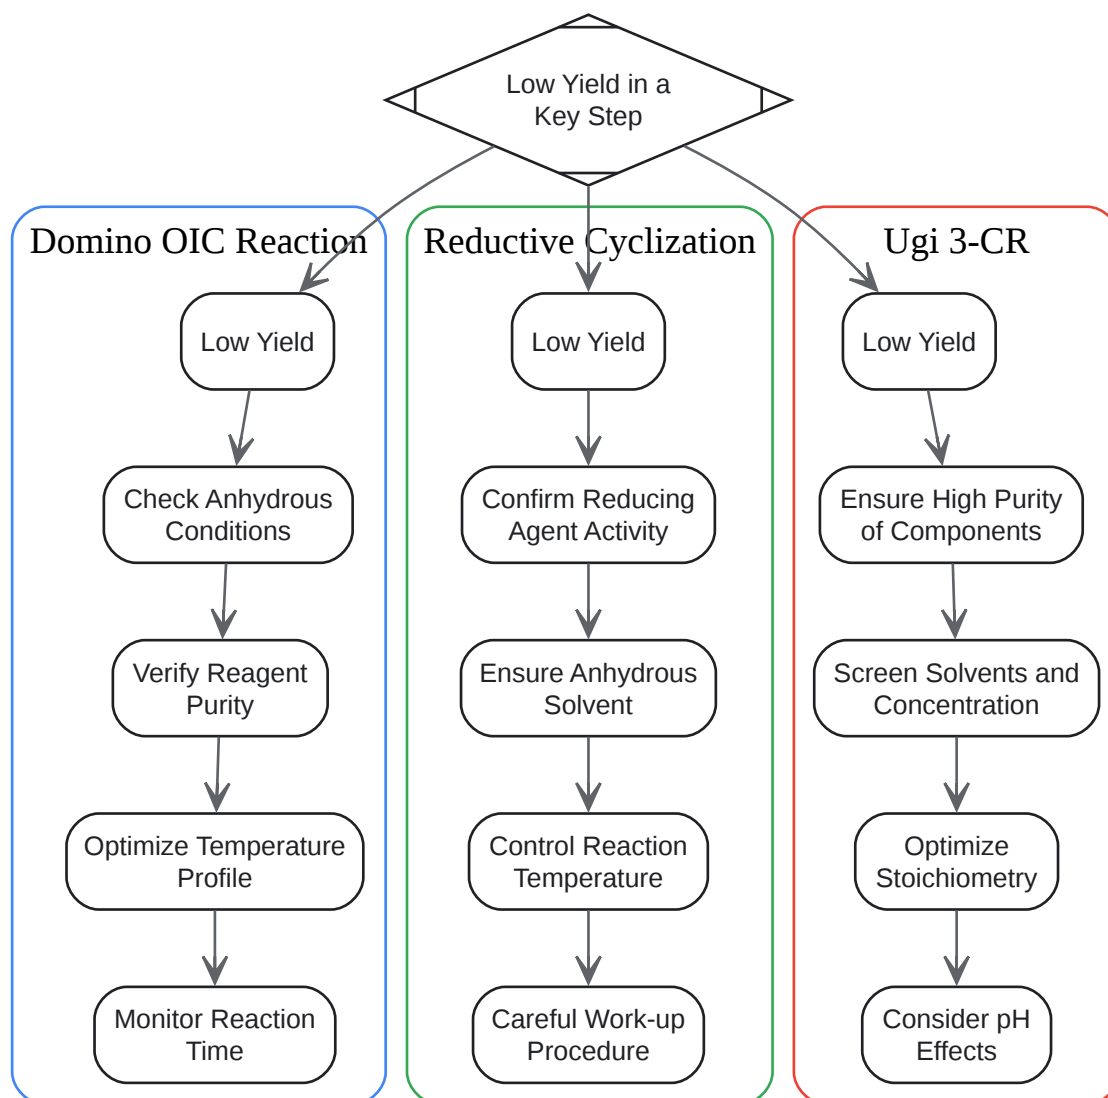 Low Yield in a
Key Step
Domino OIC Reaction
Low Yield
Check Anhydrous
Conditions
Verify Reagent
Purity
Optimize Temperature
Profile
Monitor Reaction
Time
Reductive Cyclization
Low Yield
Confirm Reducing
Agent Activity
Ensure Anhydrous
Solvent
Control Reaction
Temperature
Careful Work-up
Procedure
Ugi 3-CR
Low Yield
Ensure High Purity
of Components
Screen Solvents and
Concentration
Optimize
Stoichiometry
Consider pH
Effects